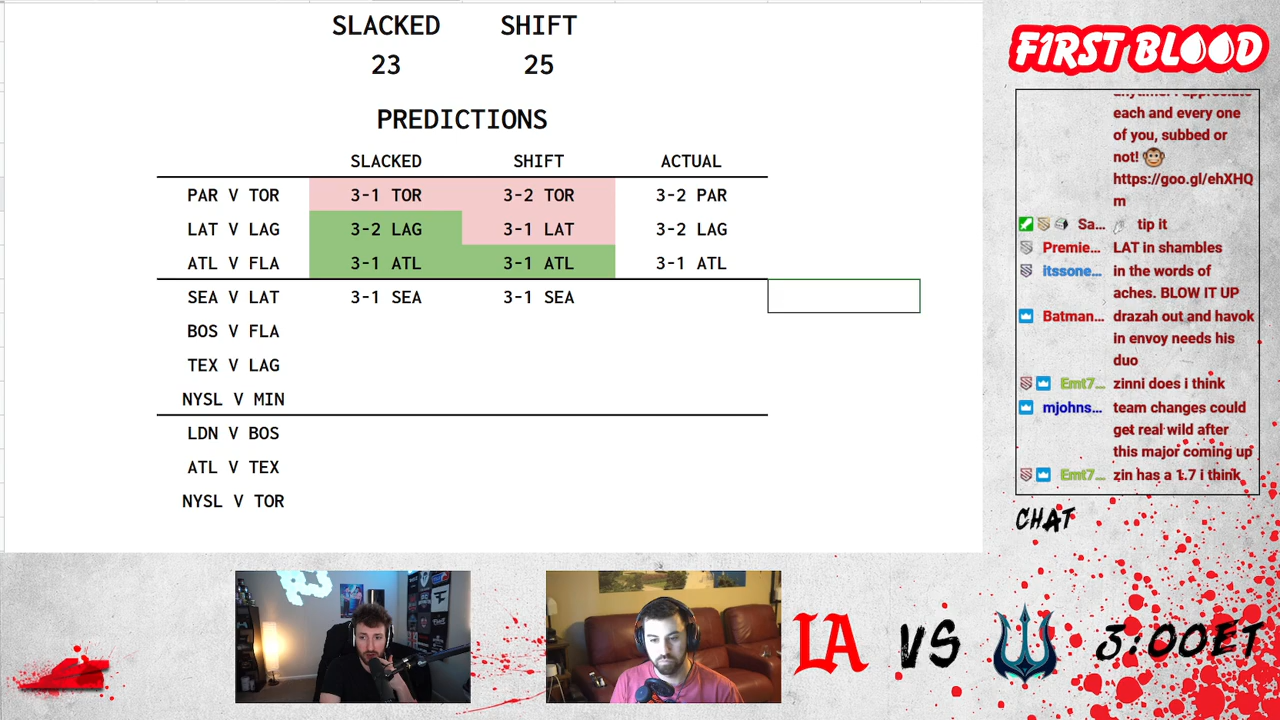 SLACKED SHIFT
23 25
PREDICTIONS
SLACKED SHIFT ACTUAL
PAR V TOR 3-1 TOR 3-2 TOR 3-2 PAR
LAT V LAG 3-2 LAG 3-1 LAT 3-2 LAG
ATL V FLA 3-1 ATL 3-1 ATL 3-1 ATL
SEA V LAT 3-1 SEA 3-1 SEA
BOS V FLA
TEX V LAG
NYSL V MIN
LDN V BOS
ATL V TEX
NYSL V TOR
F1RST BLOOD
each and every one
of you, subbed or
not!
https://goo.gl/ehXHQ
m
Sa... tip it
Premie... LAT in shambles
itssone... in the words of
aches. BLOW IT UP
Batman... drazah out and havok
in envoy needs his
duo
Emt7... zinni does i think
mjohns... team changes could
get real wild after
this major coming up
Emt7... zin has a 1.7 i think
CHAT
LA VS 3:00ET